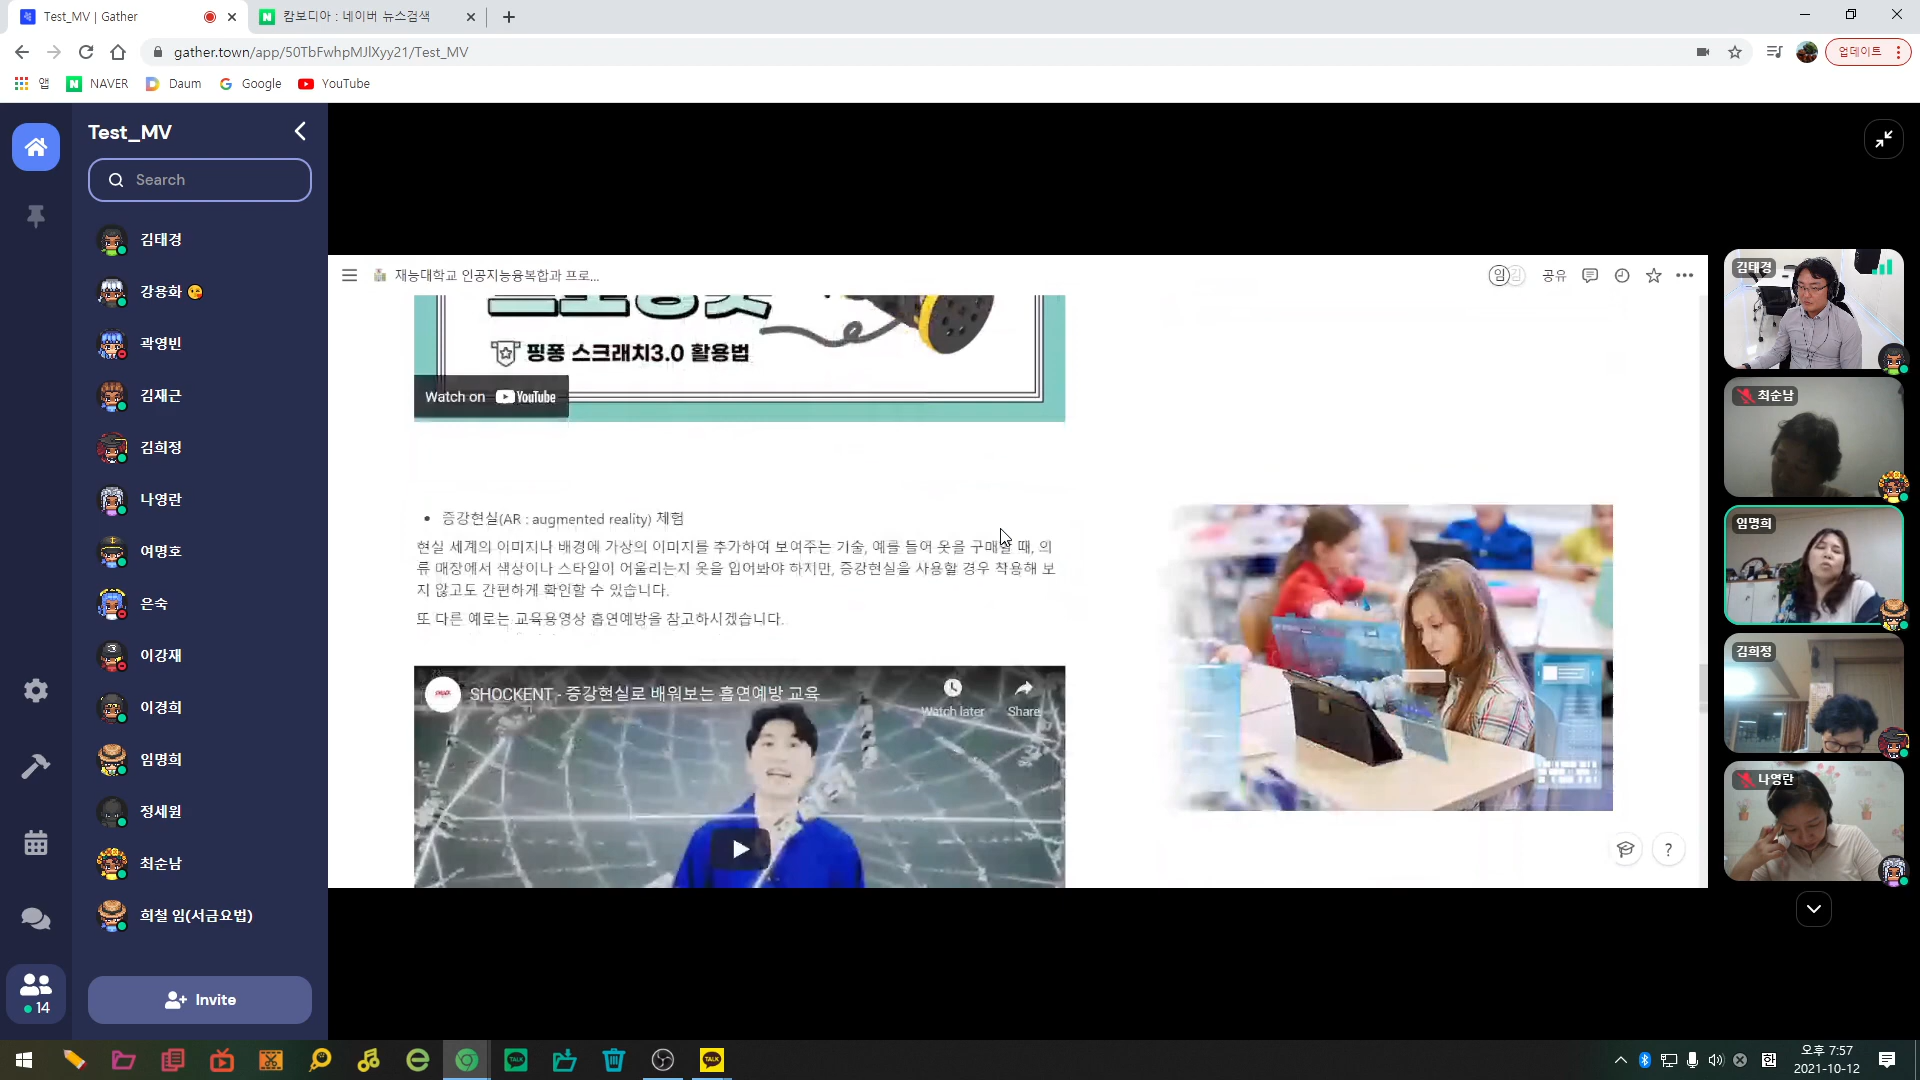 Test_MV | Gather
캄보디아 : 네이버 뉴스검색
gather.town/app/50TbFwhpMJlXyy21/Test_MV
업데이트
앱
NAVER
Daum
Google
YouTube
Test_MV
Search
김태경
강용화
곽영빈
김재근
김희정
나영란
여명호
은숙
이강재
이경희
임명희
정세원
최순남
희철 임(서금요법)
14
Invite
재능대학교 인공지능융복합과 프로...
임
공유
핑퐁 스크래치3.0 활용법
Watch on YouTube
• 증강현실(AR : augmented reality) 체험
현실 세계의 이미지나 배경에 가상의 이미지를 추가하여 보여주는 기술, 예를 들어 옷을 구매할 때, 의
류 매장에서 색상이나 스타일이 어울리는지 옷을 입어봐야 하지만, 증강현실을 사용할 경우 착용해 보
지 않고도 간편하게 확인할 수 있습니다.
또 다른 예로는 교육용영상 흡연예방을 참고하시겠습니다.
SHOCKENT - 증강현실로 배워보는 흡연예방 교육
Watch later
Share
?
김태경
최순남
임명희
김희정
나영란
TALK
TALK
한
오후 7:57
2021-10-12